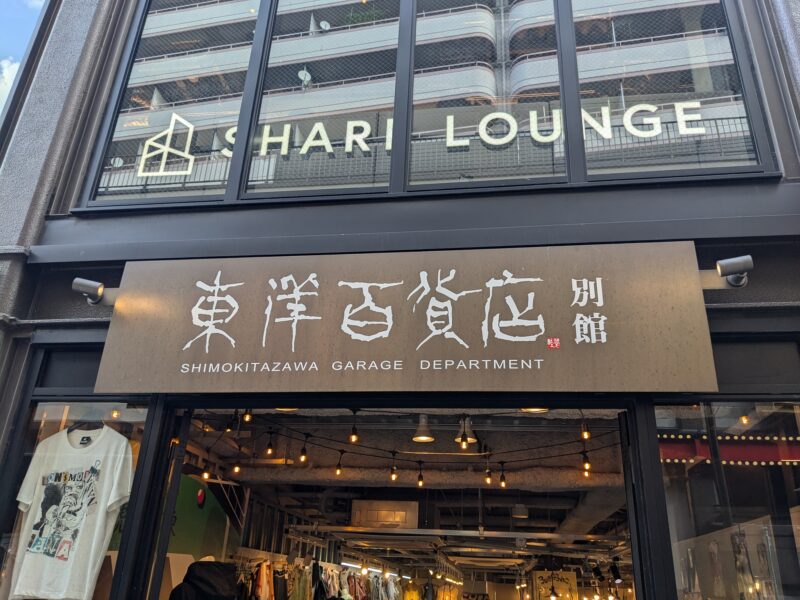 SHARE LOUNGE
東洋百貨店 別館
SHIMOKITAZAWA GARAGE DEPARTMENT